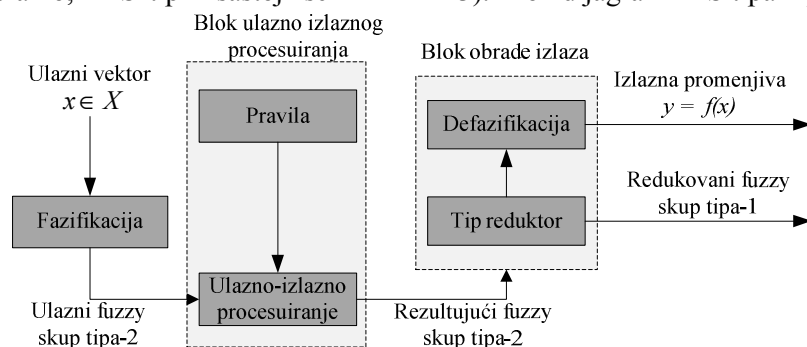 Blok ulazno izlaznog
procesuiranja
Blok obrade izlaza
Ulazni vektor
x ∈ X
Izlazna promenjiva
y = f(x)
Pravila
Defazifikacija
Redukovani fuzzy
skup tipa-1
Fazifikacija
Tip reduktor
Ulazno-izlazno
procesuiranje
Ulazni fuzzy
skup tipa-2
Rezultujući fuzzy
skup tipa-2